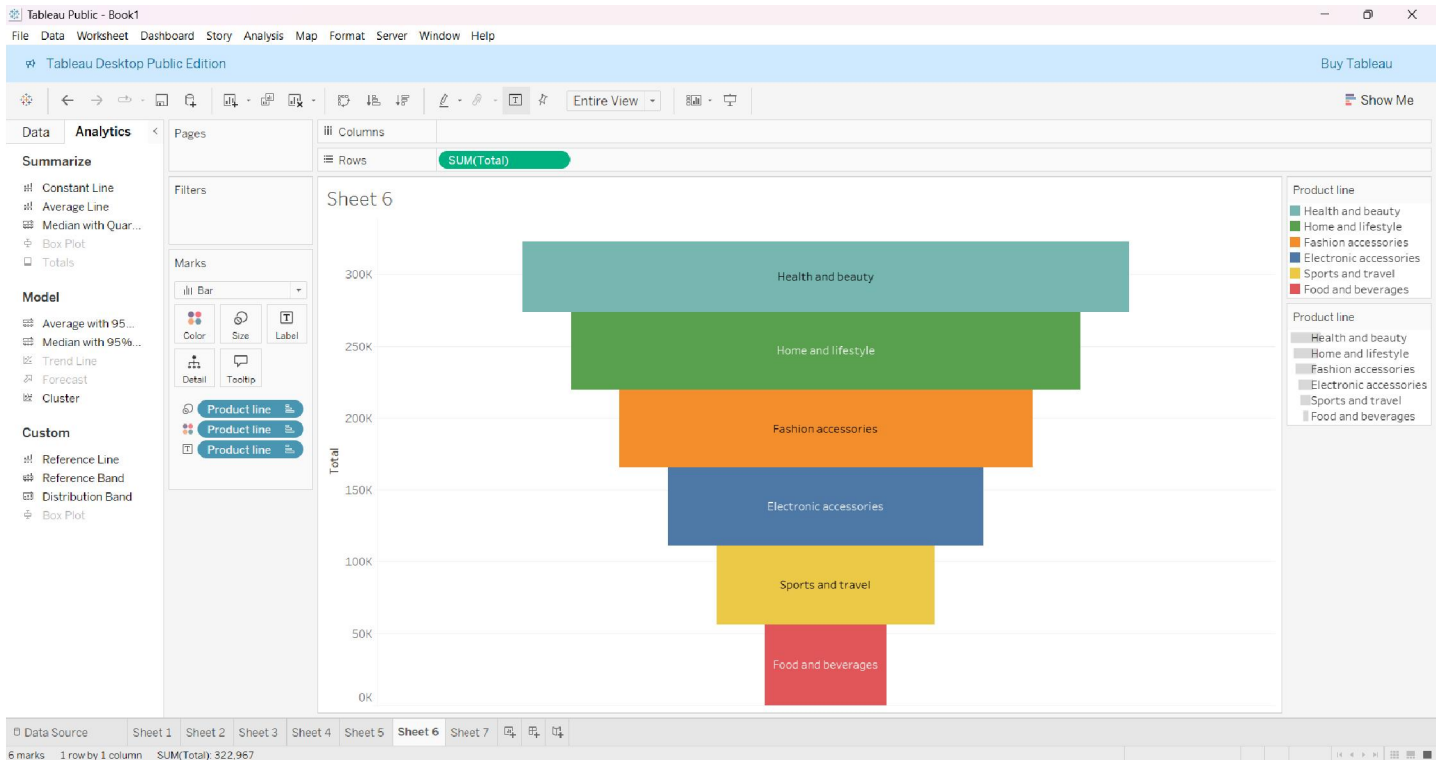 Tableau Public - Book1
File Data Worksheet Dashboard Story Analysis Map Format Server Window Help
Tableau Desktop Public Edition
Buy Tableau
Entire View
Show Me
Data Analytics
Summarize
Constant Line
Average Line
Median with Quar...
Box Plot
Totals
Model
Average with 95...
Median with 95%...
Trend Line
Forecast
Cluster
Custom
Reference Line
Reference Band
Distribution Band
Box Plot
Pages
Filters
Marks
Bar
Color Size Label
Detail Tooltip
Product line
Product line
Product line
Columns
Rows SUM(Total)
Sheet 6
Total
300K
250K
200K
150K
100K
50K
0K
Health and beauty
Home and lifestyle
Fashion accessories
Electronic accessories
Sports and travel
Food and beverages
Product line
Health and beauty
Home and lifestyle
Fashion accessories
Electronic accessories
Sports and travel
Food and beverages
Product line
Health and beauty
Home and lifestyle
Fashion accessories
Electronic accessories
Sports and travel
Food and beverages
Data Source Sheet 1 Sheet 2 Sheet 3 Sheet 4 Sheet 5 Sheet 6 Sheet 7
6 marks 1 row by 1 column SUM(Total): 322,967